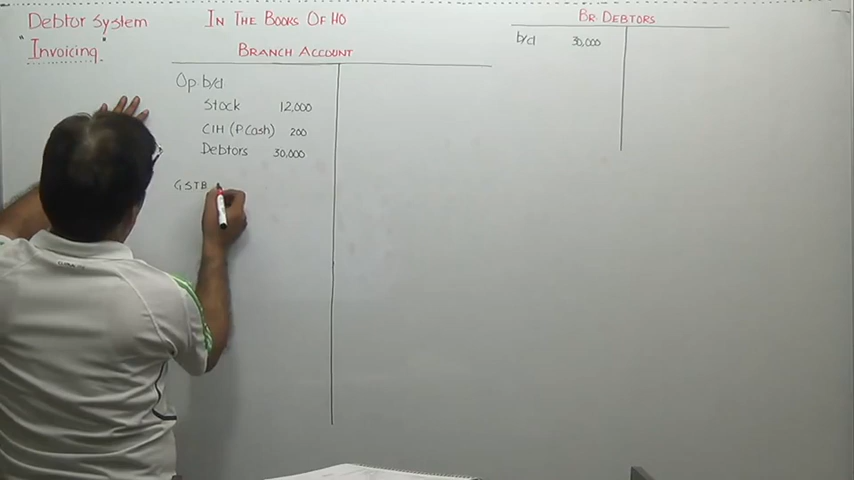 Debtor System
"Invoicing"
In The Books Of HO
Branch Account
Op b/d
Stock 12,000
CIH (P Cash) 200
Debtors 30,000
GSTB
Br Debtors
b/d 30,000